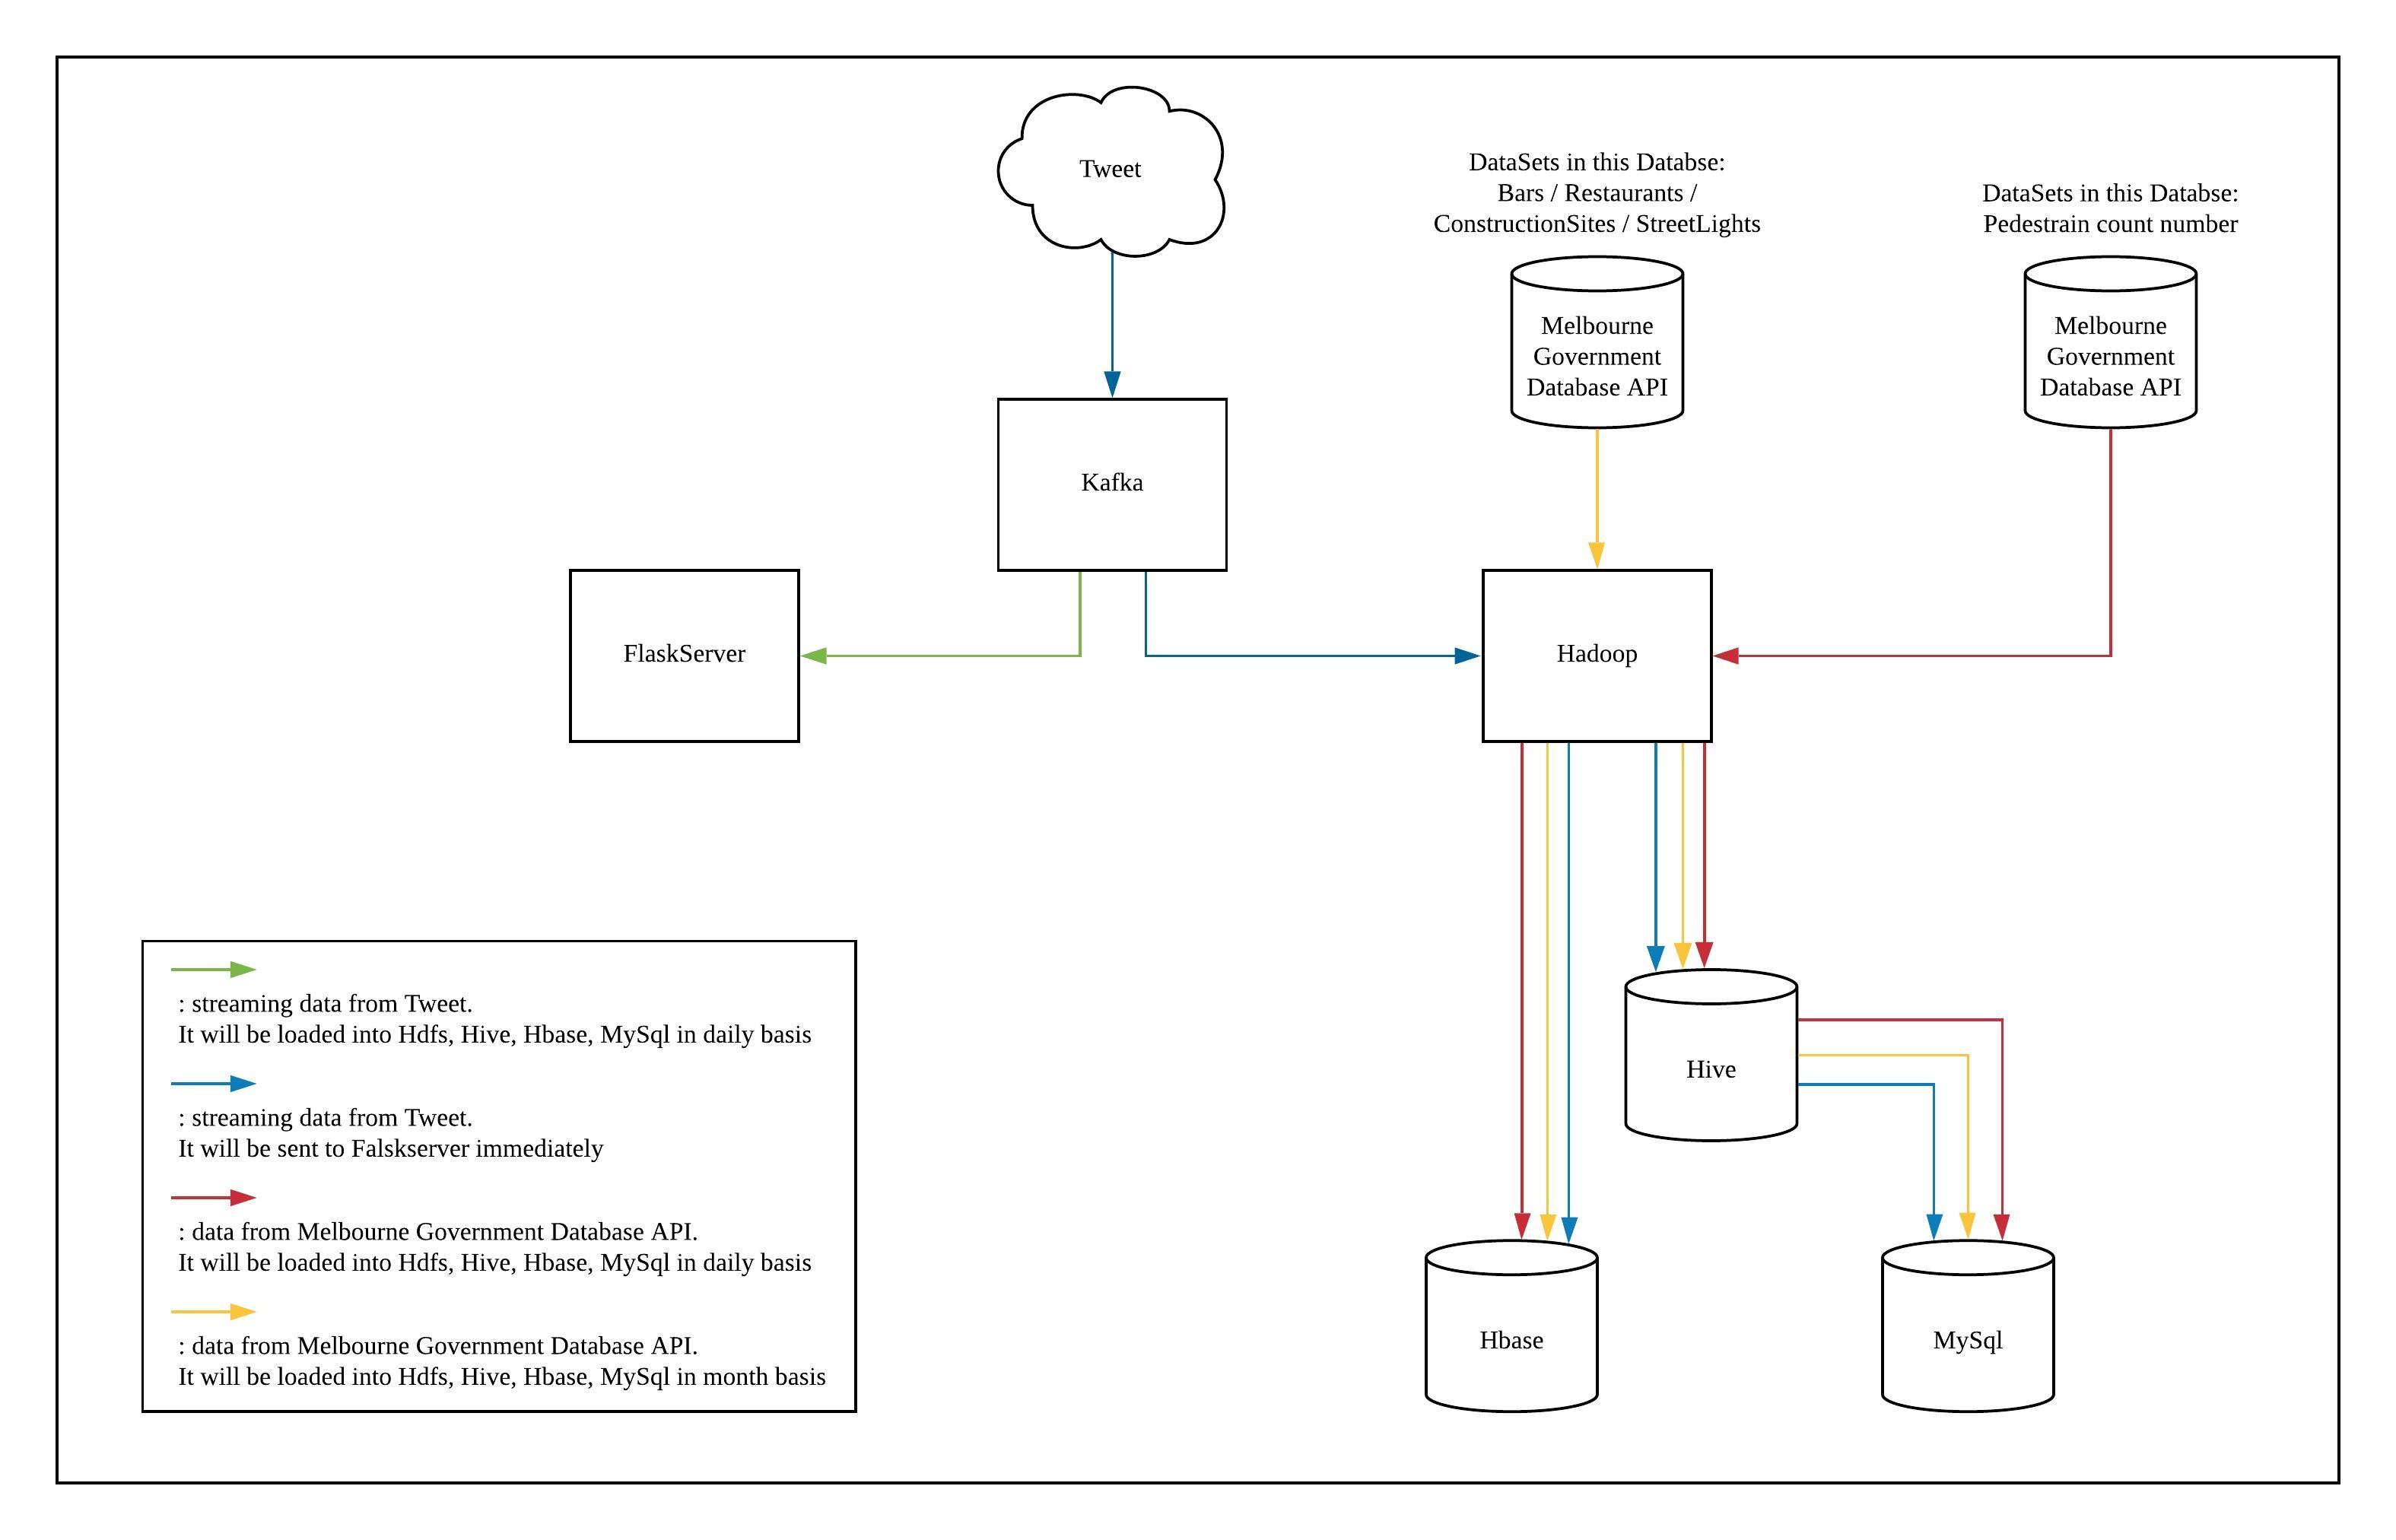 Tweet
DataSets in this Databse:
Bars / Restaurants /
ConstructionSites / StreetLights
DataSets in this Databse:
Pedestrain count number
Melbourne
Government
Database API
Melbourne
Government
Database API
Kafka
FlaskServer
Hadoop
: streaming data from Tweet.
It will be loaded into Hdfs, Hive, Hbase, MySql in daily basis
: streaming data from Tweet.
It will be sent to Falskserver immediately
: data from Melbourne Government Database API.
It will be loaded into Hdfs, Hive, Hbase, MySql in daily basis
: data from Melbourne Government Database API.
It will be loaded into Hdfs, Hive, Hbase, MySql in month basis
Hive
Hbase
MySql